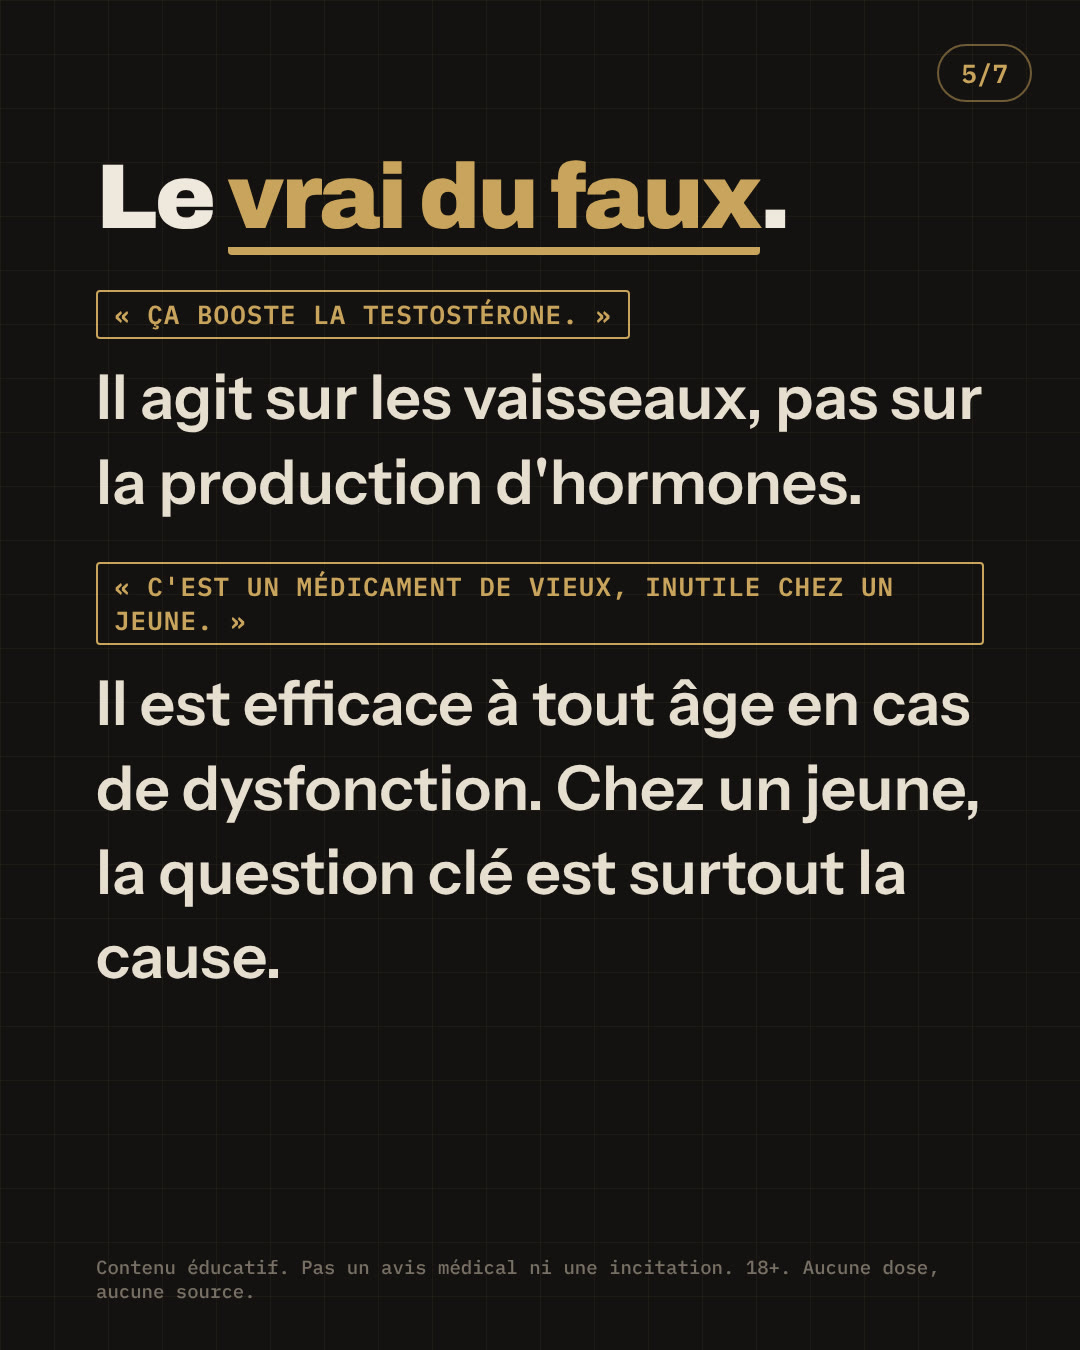 5/7
Le vrai du faux.
« ÇA BOOSTE LA TESTOSTÉRONE. »
Il agit sur les vaisseaux, pas sur
la production d'hormones.
« C'EST UN MÉDICAMENT DE VIEUX, INUTILE CHEZ UN
JEUNE. »
Il est efficace à tout âge en cas
de dysfonction. Chez un jeune,
la question clé est surtout la
cause.
Contenu éducatif. Pas un avis médical ni une incitation. 18+. Aucune dose,
aucune source.